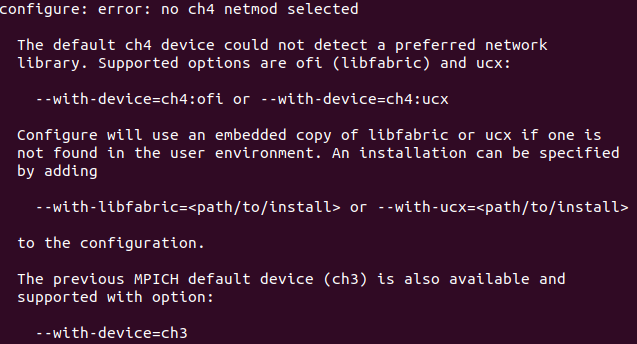 configure: error: no ch4 netmod selected
The default ch4 device could not detect a preferred network
library. Supported options are ofi (libfabric) and ucx:
--with-device=ch4:ofi or --with-device=ch4:ucx
Configure will use an embedded copy of libfabric or ucx if one is
not found in the user environment. An installation can be specified
by adding
--with-libfabric=<path/to/install> or --with-ucx=<path/to/install>
to the configuration.
The previous MPICH default device (ch3) is also available and
supported with option:
--with-device=ch3